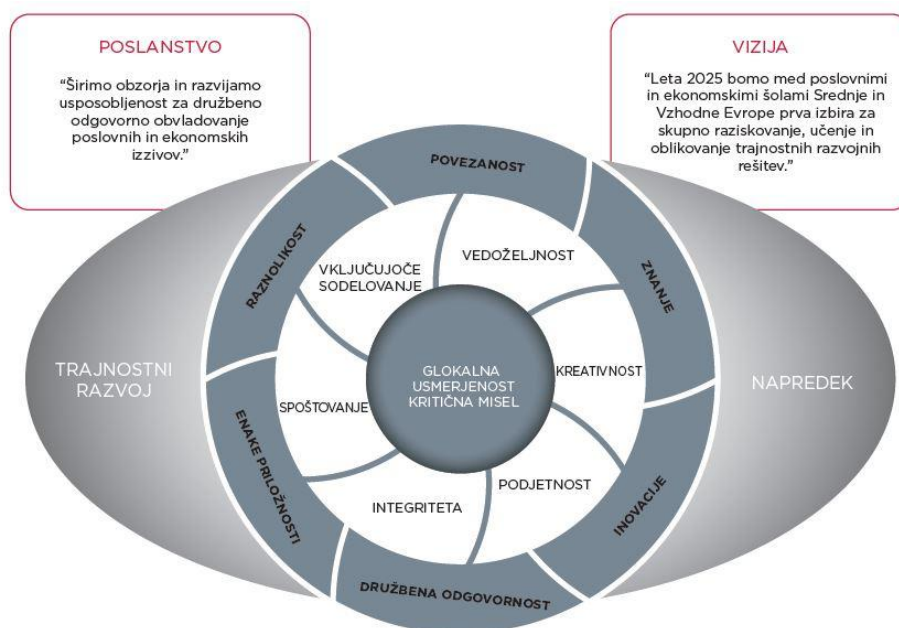 POSLANSTVO
“Širimo obzorja in razvijamo
usposobljenost za družbeno
odgovorno obvladovanje
poslovnih in ekonomskih
izzivov.”
VIZIJA
“Leta 2025 bomo med poslovnimi
in ekonomskimi šolami Srednje in
Vzhodne Evrope prva izbira za
skupno raziskovanje, učenje in
oblikovanje trajnostnih razvojnih
rešitev.”
POVEZANOST
RAZNOLIKOST
ZNANJE
VKLJUČUJOČE
SODELOVANJE
VEDOŽELJNOST
TRAJNOSTNI
RAZVOJ
GLOKALNA
USMERJENOST
KRITIČNA MISEL
KREATIVNOST
NAPREDEK
SPOŠTOVANJE
ENAKE PRILOŽNOSTI
INTEGRITETA
PODJETNOST
INOVACIJE
DRUŽBENA ODGOVORNOST